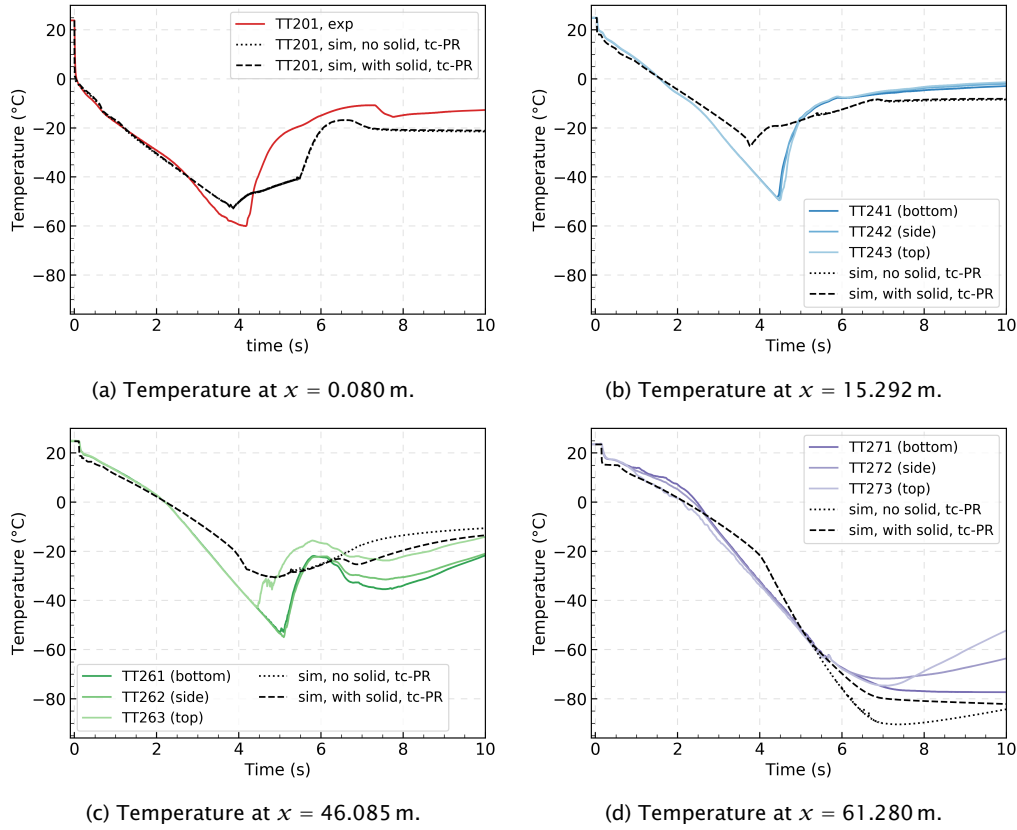 TT201, exp
TT201, sim, no solid, tc-PR
TT201, sim, with solid, tc-PR
20
0
−20
−40
−60
−80
Temperature (°C)
0 2 4 6 8 10
time (s)
(a) Temperature at x = 0.080 m.
TT241 (bottom)
TT242 (side)
TT243 (top)
sim, no solid, tc-PR
sim, with solid, tc-PR
20
0
−20
−40
−60
−80
Temperature (°C)
0 2 4 6 8 10
Time (s)
(b) Temperature at x = 15.292 m.
TT261 (bottom)
TT262 (side)
TT263 (top)
sim, no solid, tc-PR
sim, with solid, tc-PR
20
0
−20
−40
−60
−80
Temperature (°C)
0 2 4 6 8 10
Time (s)
(c) Temperature at x = 46.085 m.
TT271 (bottom)
TT272 (side)
TT273 (top)
sim, no solid, tc-PR
sim, with solid, tc-PR
20
0
−20
−40
−60
−80
Temperature (°C)
0 2 4 6 8 10
Time (s)
(d) Temperature at x = 61.280 m.